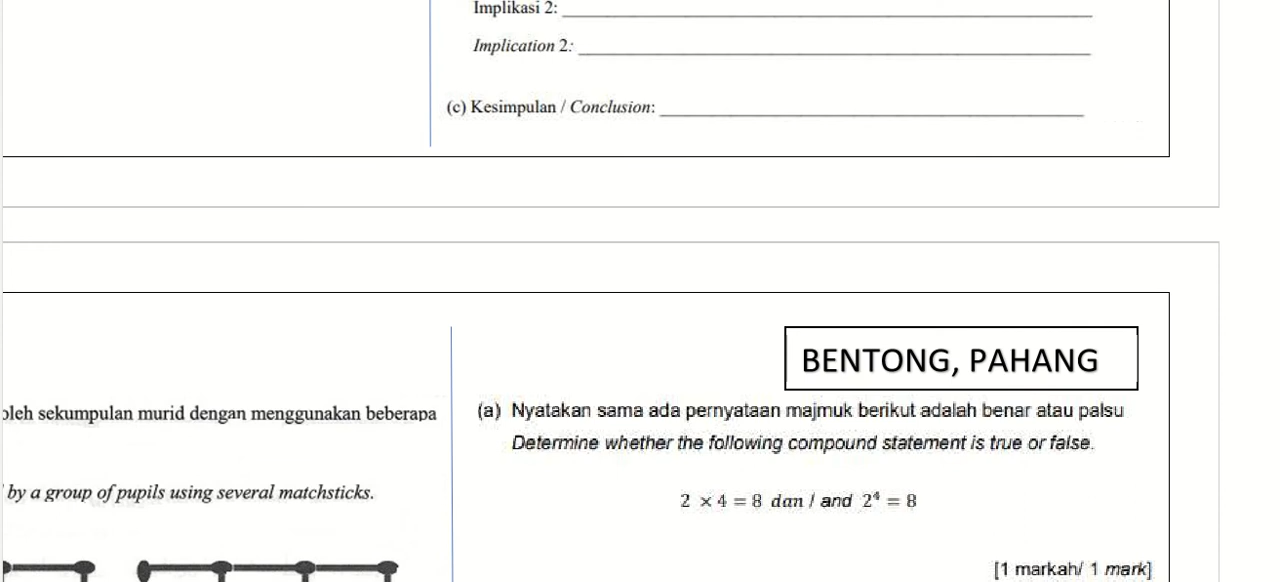 Implikasi 2:
Implication 2:
(c) Kesimpulan / Conclusion:
oleh sekumpulan murid dengan menggunakan beberapa
by a group of pupils using several matchsticks.
BENTONG, PAHANG
(a) Nyatakan sama ada pernyataan majmuk berikut adalah benar atau palsu
Determine whether the following compound statement is true or false.
2 × 4 = 8 dan / and 2⁴ = 8
[1 markah/ 1 mark]